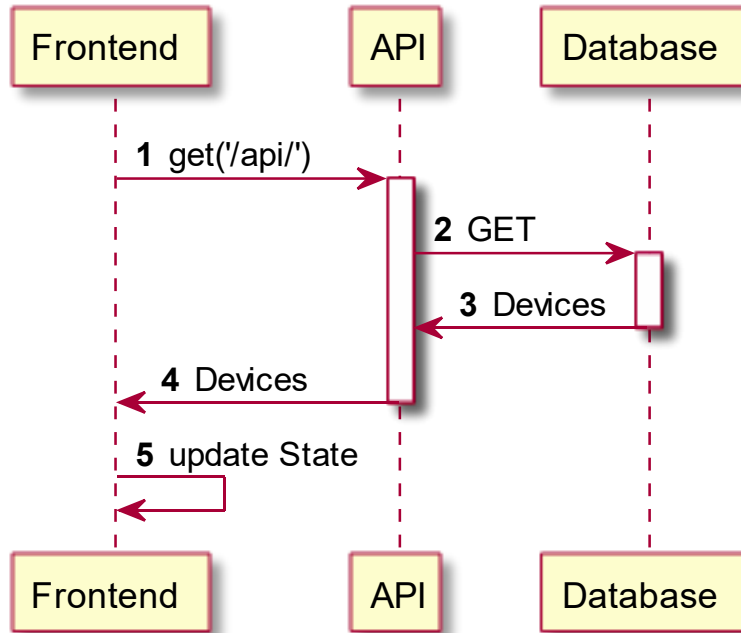 Frontend API Database
1 get('/api/')
2 GET
3 Devices
4 Devices
5 update State
Frontend API Database